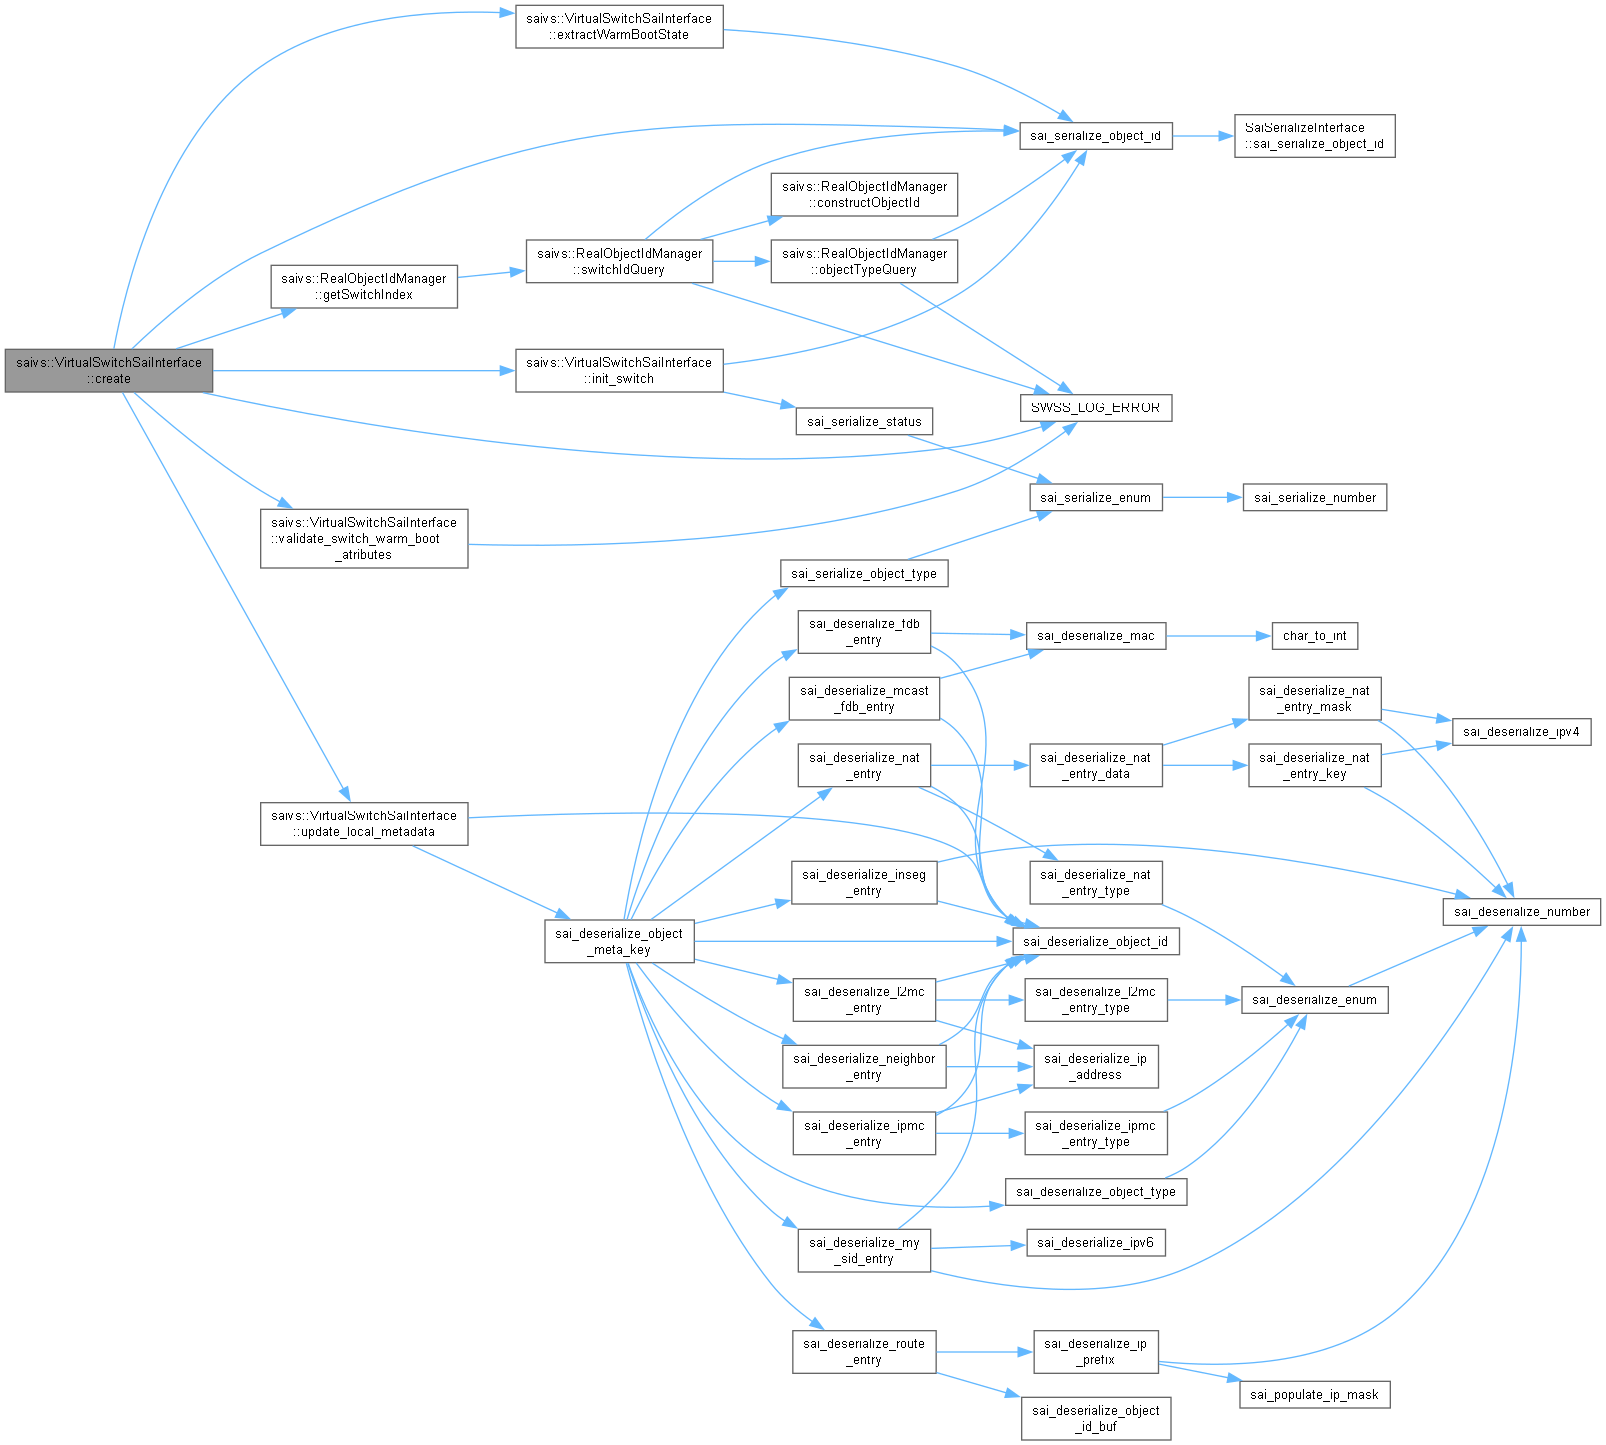 saivs::VirtualSwitchSaiInterface
::extractWarmBootState
sai_serialize_object_id
SaiSerializeInterface
::sai_serialize_object_id
saivs::RealObjectIdManager
::constructObjectId
saivs::RealObjectIdManager
::switchIdQuery
saivs::RealObjectIdManager
::objectTypeQuery
saivs::RealObjectIdManager
::getSwitchIndex
saivs::VirtualSwitchSaiInterface
::create
saivs::VirtualSwitchSaiInterface
::init_switch
SWSS_LOG_ERROR
sai_serialize_status
sai_serialize_enum
sai_serialize_number
saivs::VirtualSwitchSaiInterface
::validate_switch_warm_boot
_atributes
sai_serialize_object_type
sai_deserialize_fdb
_entry
sai_deserialize_mac
char_to_int
sai_deserialize_mcast
_fdb_entry
sai_deserialize_nat
_entry_mask
sai_deserialize_ipv4
sai_deserialize_nat
_entry
sai_deserialize_nat
_entry_data
sai_deserialize_nat
_entry_key
saivs::VirtualSwitchSaiInterface
::update_local_metadata
sai_deserialize_inseg
_entry
sai_deserialize_nat
_entry_type
sai_deserialize_number
sai_deserialize_object
_meta_key
sai_deserialize_object_id
sai_deserialize_l2mc
_entry
sai_deserialize_l2mc
_entry_type
sai_deserialize_enum
sai_deserialize_neighbor
_entry
sai_deserialize_ip
_address
sai_deserialize_ipmc
_entry
sai_deserialize_ipmc
_entry_type
sai_deserialize_object_type
sai_deserialize_my
_sid_entry
sai_deserialize_ipv6
sai_deserialize_route
_entry
sai_deserialize_ip
_prefix
sai_populate_ip_mask
sai_deserialize_object
_id_buf